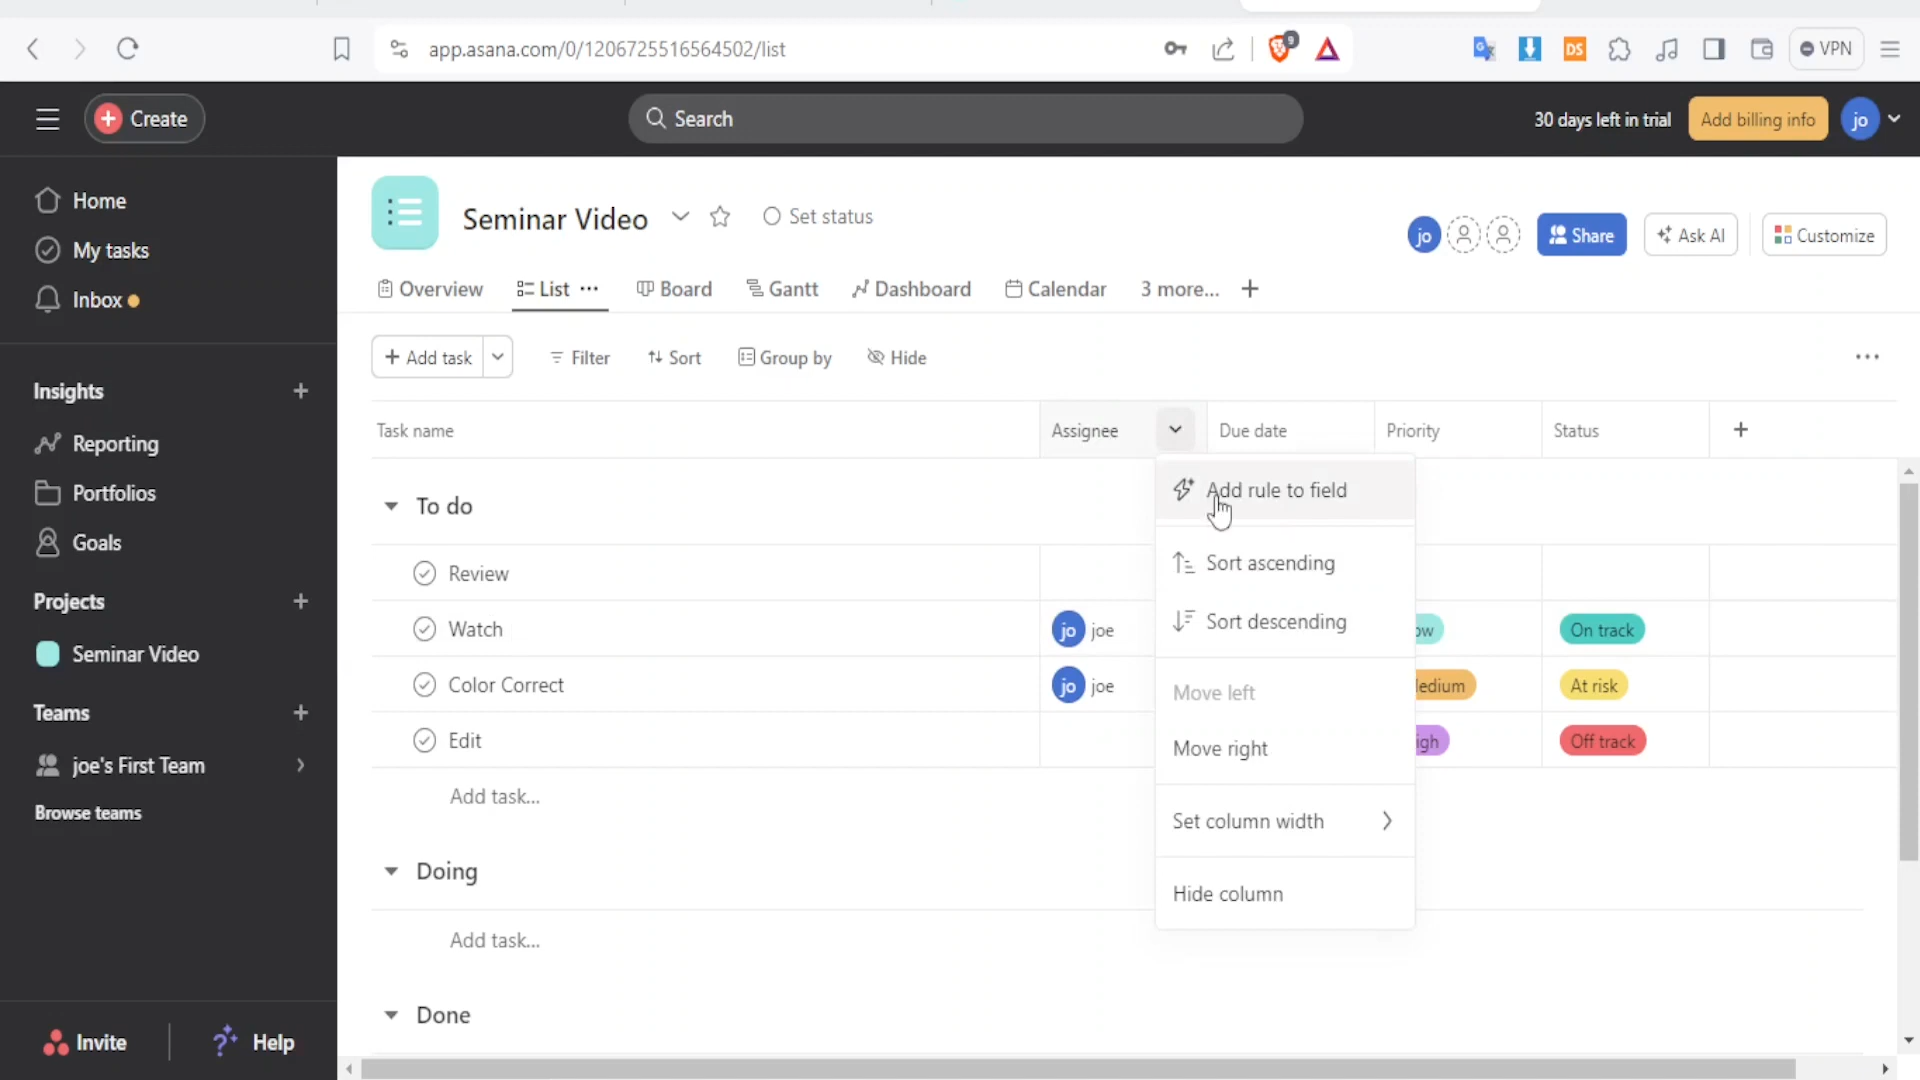 app.asana.com/0/1206725516564502/list
9
DS
VPN
Create
Search
30 days left in trial
Add billing info
jo
Home
My tasks
Inbox
Insights
Reporting
Portfolios
Goals
Projects
Seminar Video
Teams
joe's First Team
Browse teams
Invite
Help
Seminar Video
Set status
jo
Share
Ask AI
Customize
Overview
List
Board
Gantt
Dashboard
Calendar
3 more...
Add task
Filter
Sort
Group by
Hide
Task name
Assignee
Due date
Priority
Status
To do
Review
Watch
jo joe
ow
On track
Color Correct
jo joe
ledium
At risk
Edit
igh
Off track
Add task...
Doing
Add task...
Done
Add rule to field
Sort ascending
Sort descending
Move left
Move right
Set column width
Hide column